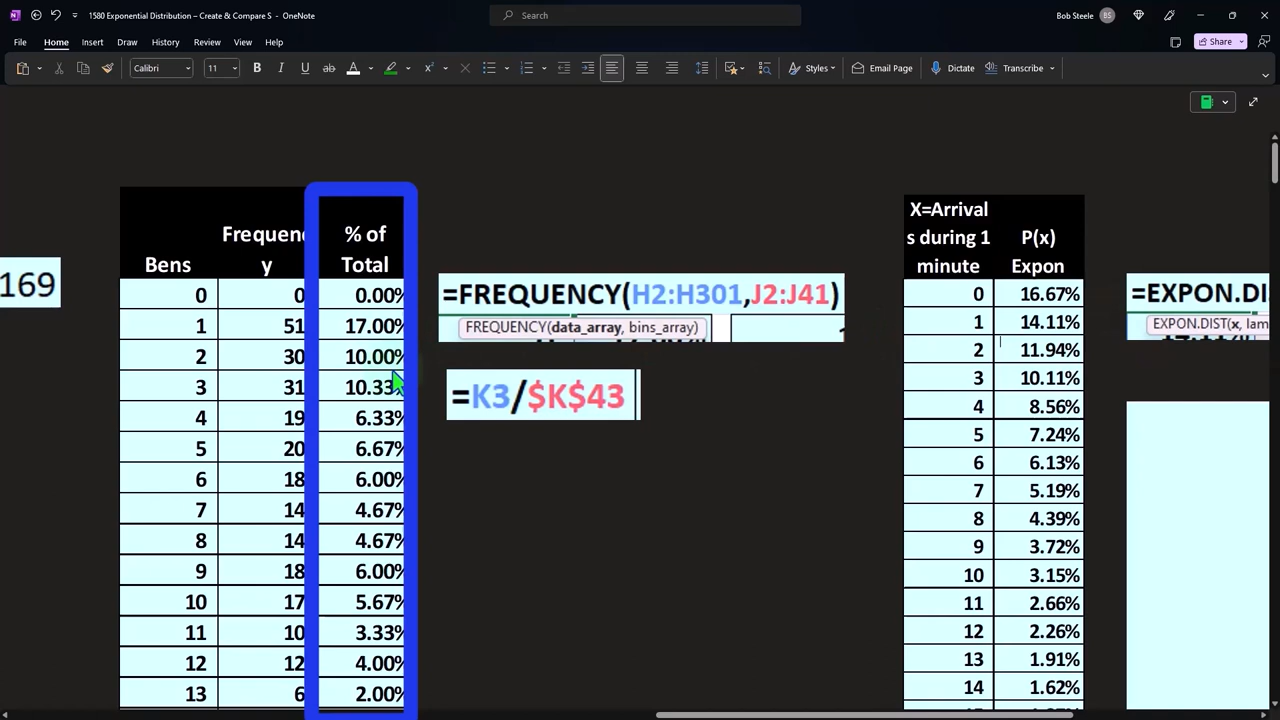 1580 Exponential Distribution – Create & Compare S - OneNote
Search
Bob Steele
BS
File Home Insert Draw History Review View Help
Share
Calibri 11
B I U ab A
Styles
Email Page
Dictate
Transcribe
169
Bens Frequenc y % of Total
0 0 0.00%
1 51 17.00%
2 30 10.00%
3 31 10.33%
4 19 6.33%
5 20 6.67%
6 18 6.00%
7 14 4.67%
8 14 4.67%
9 18 6.00%
10 17 5.67%
11 10 3.33%
12 12 4.00%
13 6 2.00%
=FREQUENCY(H2:H301,J2:J41)
FREQUENCY(data_array, bins_array)
=K3/$K$43
X=Arrival
s during 1 P(x)
minute Expon
0 16.67%
1 14.11%
2 11.94%
3 10.11%
4 8.56%
5 7.24%
6 6.13%
7 5.19%
8 4.39%
9 3.72%
10 3.15%
11 2.66%
12 2.26%
13 1.91%
14 1.62%
=EXPON.DI
EXPON.DIST(x, lam